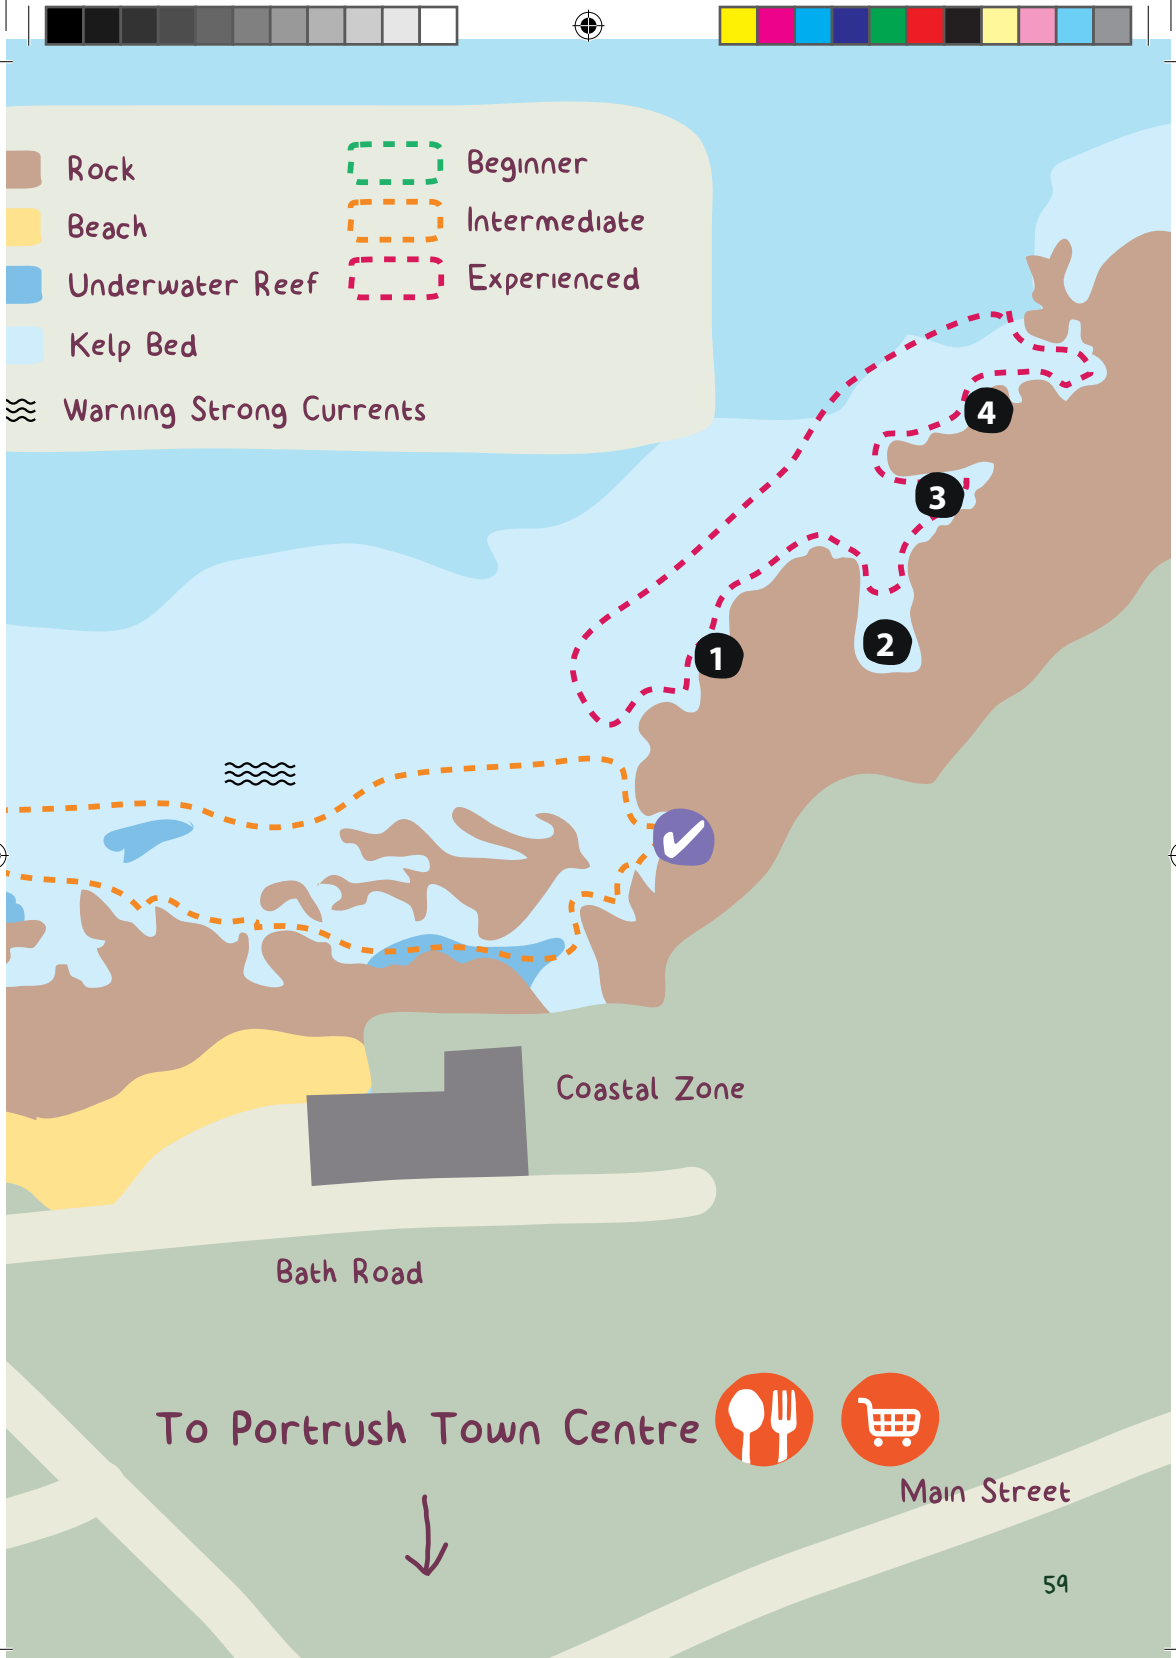 Rock
Beach
Underwater Reef
Kelp Bed
Warning Strong Currents
Beginner
Intermediate
Experienced
4
3
2
1
Coastal Zone
Bath Road
To Portrush Town Centre
Main Street
59